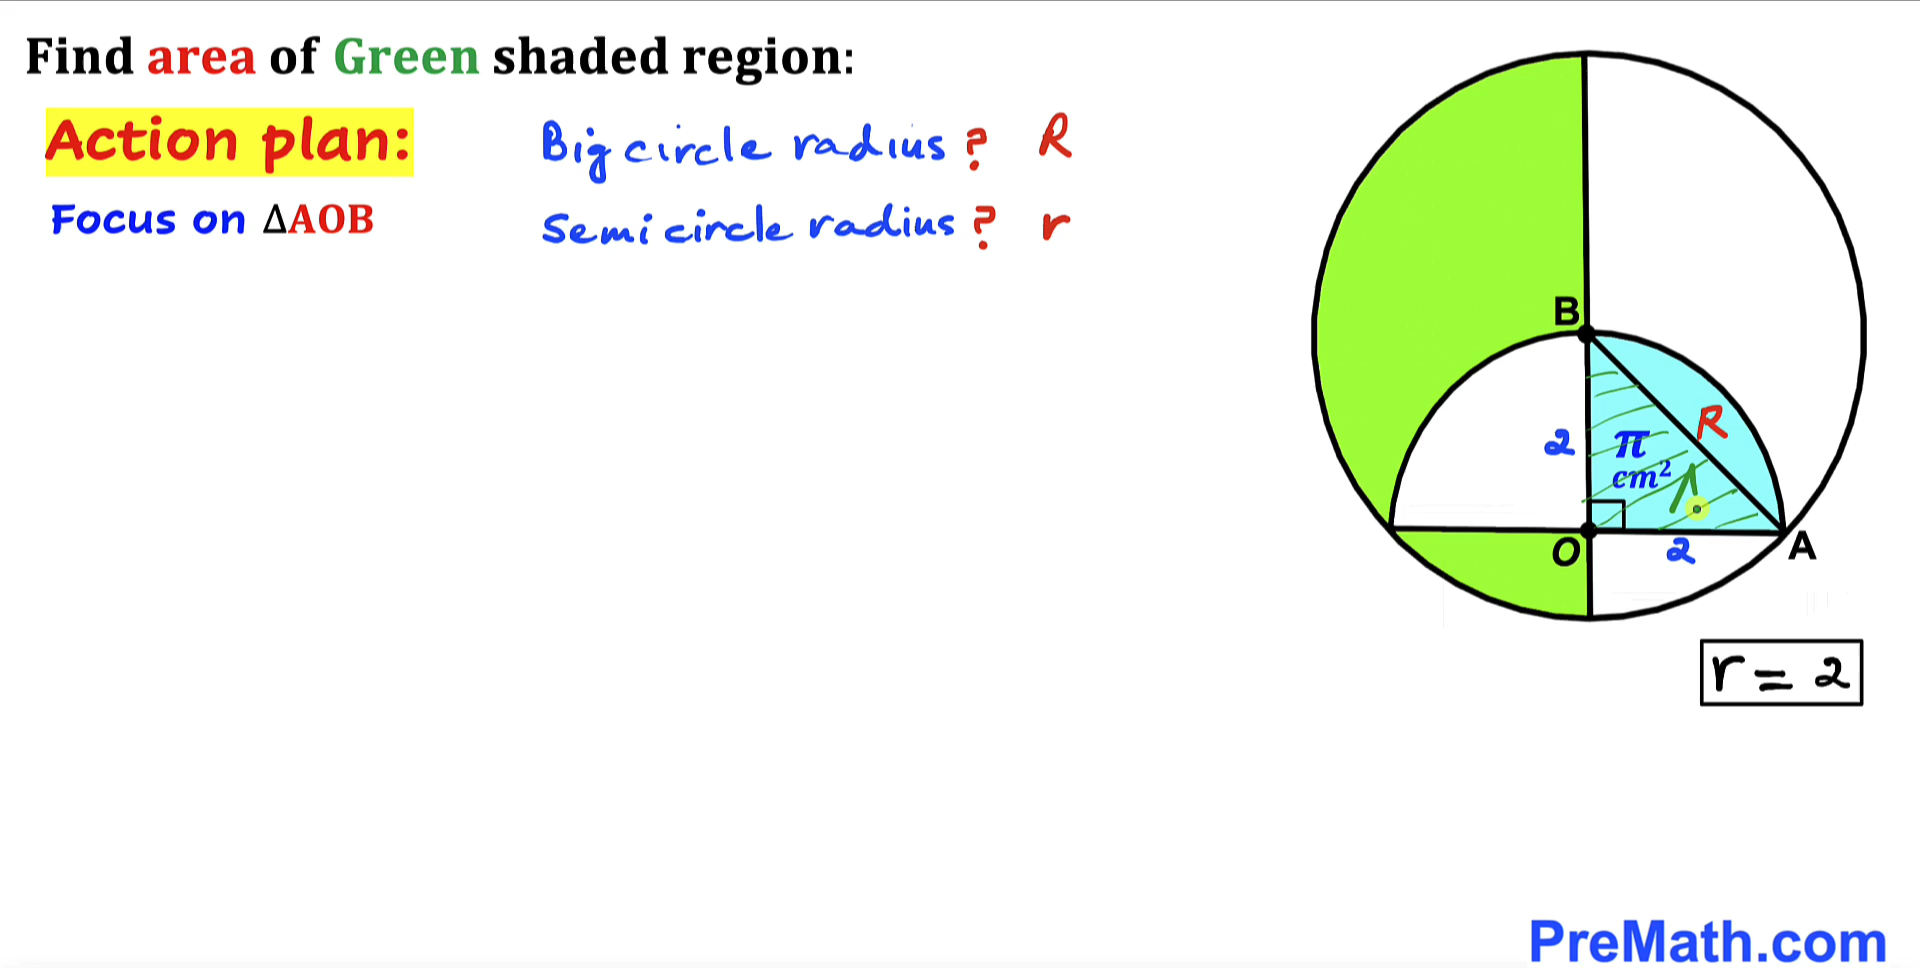 Find area of Green shaded region:
Action plan:
Big circle radius? R
Focus on ΔAOB
Semi circle radius? r
B
R
2
π
cm²
O
2
A
r = 2
PreMath.com